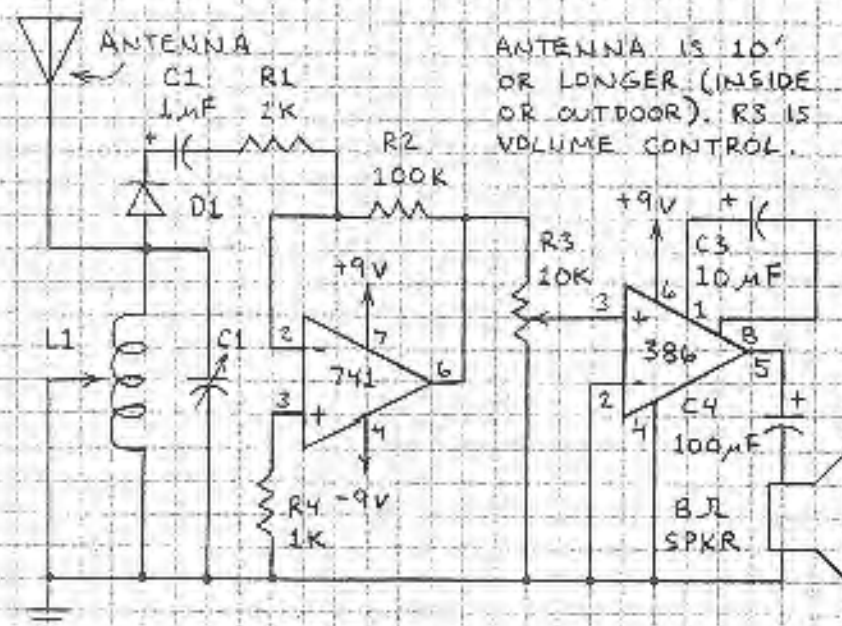 ANTENNA
C1
1µF
R1
1K
ANTENNA IS 10'
OR LONGER (INSIDE
OR OUTDOOR). R3 IS
VOLUME CONTROL.
R2
100K
+
D1
+9V
+
C3
10µF
R3
10K
+9V
6
1
3
+
386
8
5
-
2
4
L1
C1
2
-
7
741
6
3
+
4
C4
+
100µF
R4
1K
-9V
8Ω
SPKR